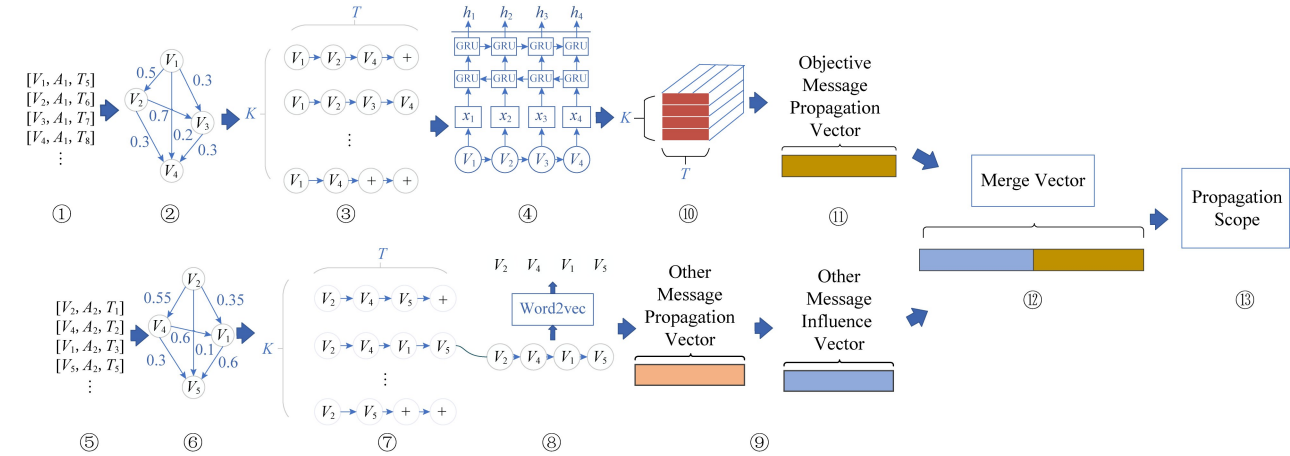 [V1, A1, T5]
[V2, A1, T6]
[V3, A1, T7]
[V4, A1, T8]
⋮
①
V1
0.5
0.3
V2
0.7
V3
0.2
0.3
0.3
V4
②
T
K
V1 V2 V4 +
V1 V2 V3 V4
⋮
V1 V4 + +
③
h1 h2 h3 h4
GRU GRU GRU GRU
GRU GRU GRU GRU
x1 x2 x3 x4
V1 V2 V3 V4
④
K
T
⑩
Objective
Message
Propagation
Vector
⑪
[V2, A2, T1]
[V4, A2, T2]
[V1, A2, T3]
[V5, A2, T5]
⋮
⑤
V2
0.55
0.35
V4
0.6
V1
0.1
0.3
0.6
V5
⑥
T
K
V2 V4 V5 +
V2 V4 V1 V5
⋮
V2 V5 + +
⑦
V2 V4 V1 V5
Word2vec
V2 V4 V1 V5
⑧
Other
Message
Propagation
Vector
Other
Message
Influence
Vector
⑨
Merge Vector
⑫
Propagation
Scope
⑬